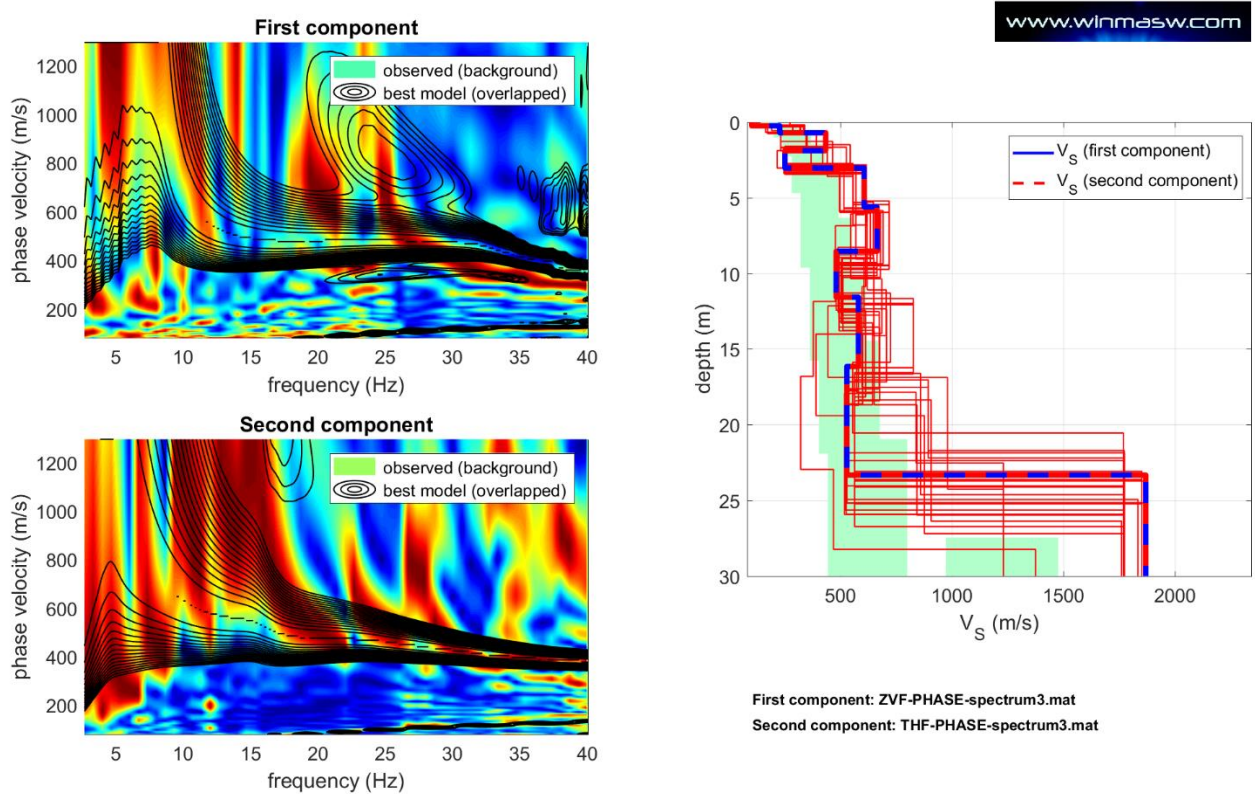 www.winmasw.com
First component
observed (background)
best model (overlapped)
1200
1000
800
600
400
200
phase velocity (m/s)
5 10 15 20 25 30 35 40
frequency (Hz)
Second component
observed (background)
best model (overlapped)
1200
1000
800
600
400
200
phase velocity (m/s)
5 10 15 20 25 30 35 40
frequency (Hz)
V_S (first component)
V_S (second component)
0
5
10
15
20
25
30
depth (m)
500 1000 1500 2000
V_S (m/s)
First component: ZVF-PHASE-spectrum3.mat
Second component: THF-PHASE-spectrum3.mat